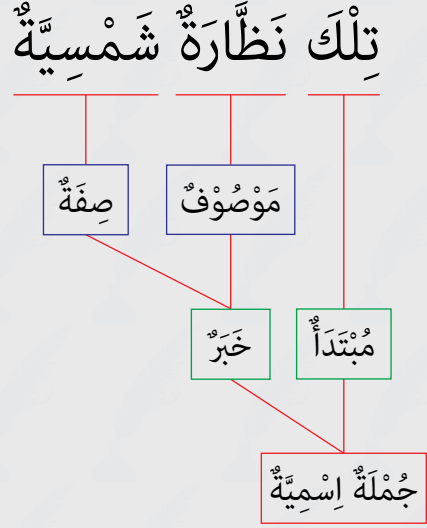 تِلْكَ نَظَّارَةٌ شَمْسِيَّةٌ
مَوْصُوْفٌ صِفَةٌ
مُبْتَدَأٌ خَبَرٌ
جُمْلَةٌ اِسْمِيَّةٌ